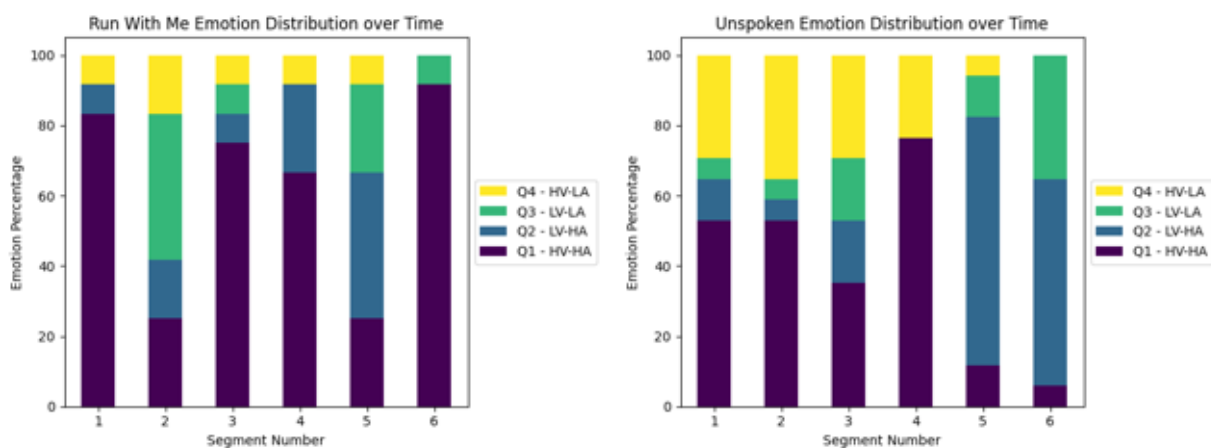 Run With Me Emotion Distribution over Time
100
80
60
40
20
0
Emotion Percentage
1 2 3 4 5 6
Segment Number
Q4 - HV-LA
Q3 - LV-LA
Q2 - LV-HA
Q1 - HV-HA
Unspoken Emotion Distribution over Time
100
80
60
40
20
0
Emotion Percentage
1 2 3 4 5 6
Segment Number
Q4 - HV-LA
Q3 - LV-LA
Q2 - LV-HA
Q1 - HV-HA